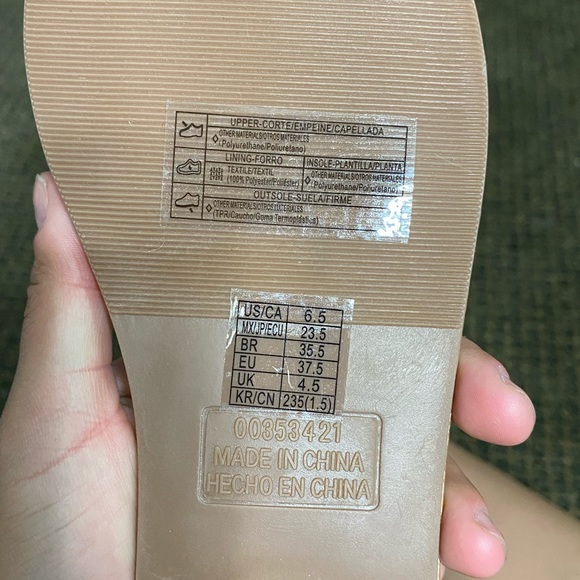 UPPER-CORTE/EMPEINE/CAPELLADA
OTHER MATERIALS/OTROS MATERIALES
(Polyurethane/Poliuretano)
LINING-FORRO
TEXTILE/TEXTIL
(100% Polyester/Poliéster)
INSOLE-PLANTILLA/PLANTA
OTHER MATERIALS/OTROS MATERIALES
(Polyurethane/Poliuretano)
OUTSOLE-SUELA/FIRME
OTHER MATERIALS/OTROS MATERIALES
(TPR/Caucho/Goma Termoplástius)
US/CA 6.5
MX/JP/ECU 23.5
BR 35.5
EU 37.5
UK 4.5
KR/CN 235(1.5)
00353421
MADE IN CHINA
HECHO EN CHINA